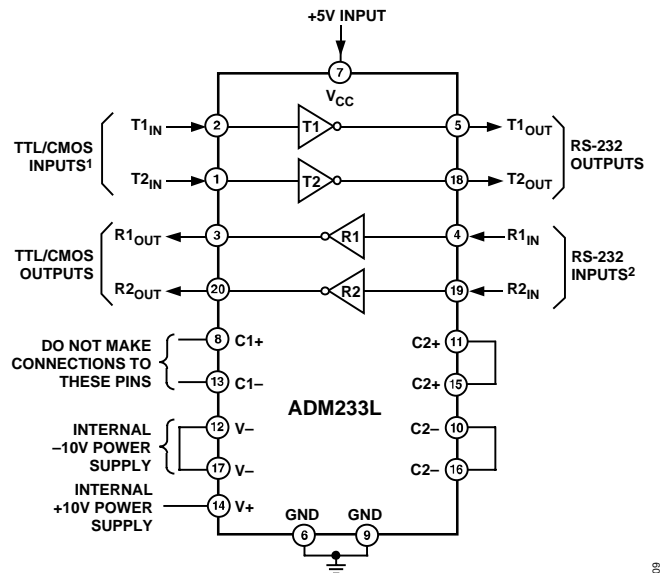 +5V INPUT
7
VCC
TTL/CMOS
INPUTS1
T1IN
2
T1
5
T1OUT
T2IN
1
T2
18
T2OUT
RS-232
OUTPUTS
TTL/CMOS
OUTPUTS
R1OUT
3
R1
4
R1IN
R2OUT
20
R2
19
R2IN
RS-232
INPUTS2
DO NOT MAKE
CONNECTIONS TO
THESE PINS
8
C1+
13
C1–
C2+
11
C2+
15
ADM233L
INTERNAL
–10V POWER
SUPPLY
12
V–
17
V–
C2–
10
C2–
16
INTERNAL
+10V POWER
SUPPLY
14
V+
GND
6
GND
9
09